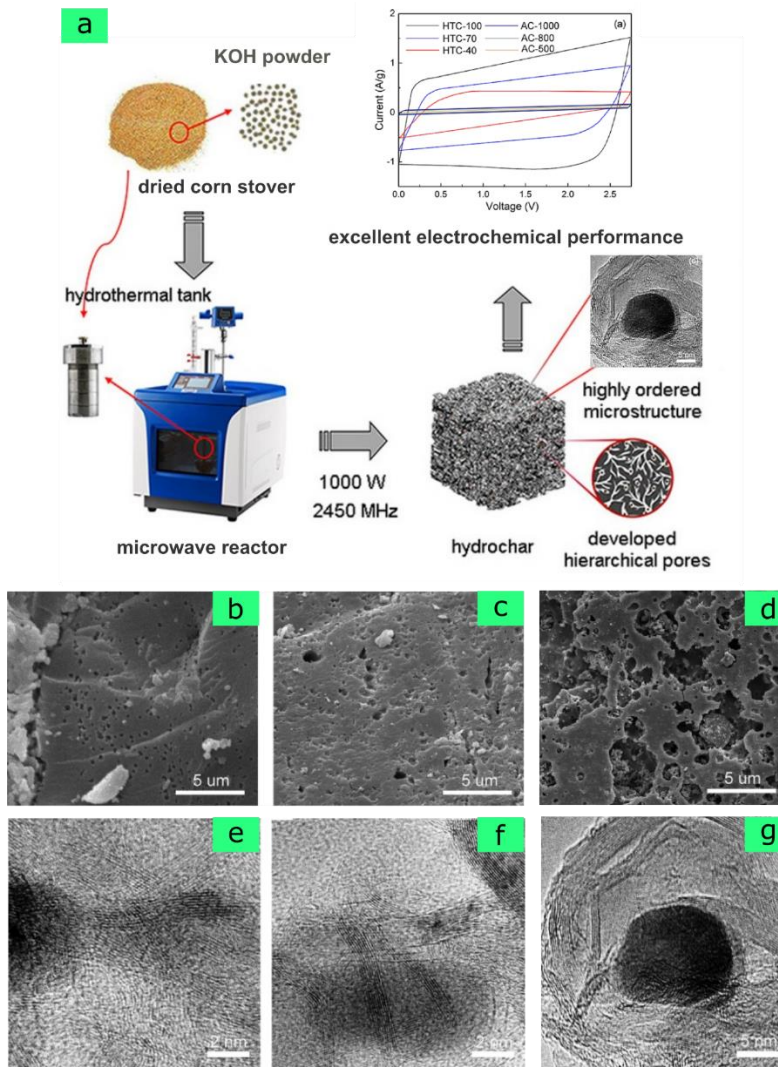 a
KOH powder
dried corn stover
hydrothermal tank
microwave reactor
1000 W
2450 MHz
hydrochar
developed
hierarchical pores
highly ordered
microstructure
5 nm
excellent electrochemical performance
(a)
HTC-100
HTC-70
HTC-40
AC-1000
AC-800
AC-500
Current (A/g)
2
1
0
-1
0.0
0.5
1.0
1.5
2.0
2.5
Voltage (V)
b
5 um
c
5 um
d
5 um
e
2 nm
f
2 nm
g
5 nm